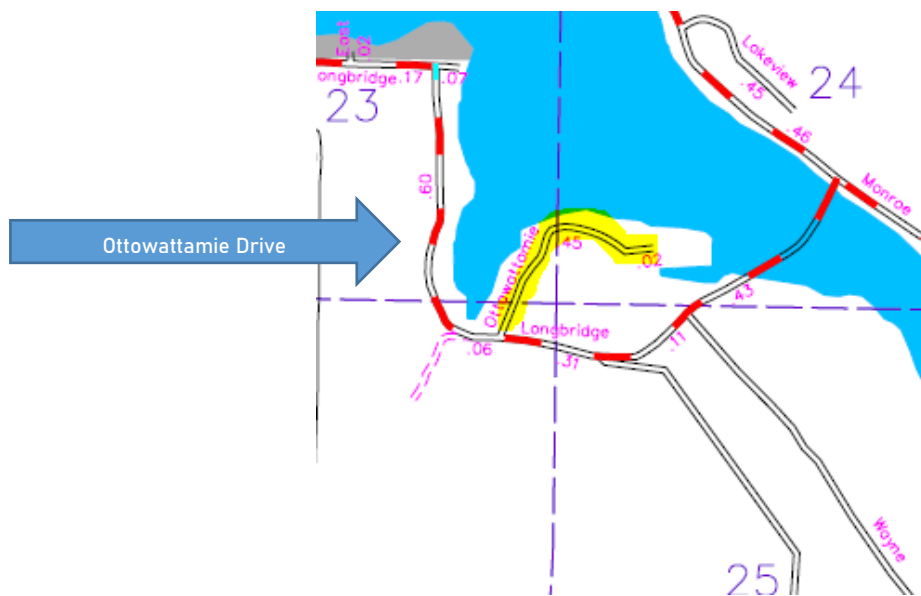 East
.02
Lakeview
.45
24
ongbridge.17
.07
23
.46
Monroe
.60
Ottowattamie Drive
Ottowattamie
.45
.02
.43
Longbridge
.06
.31
.11
Wayne
25